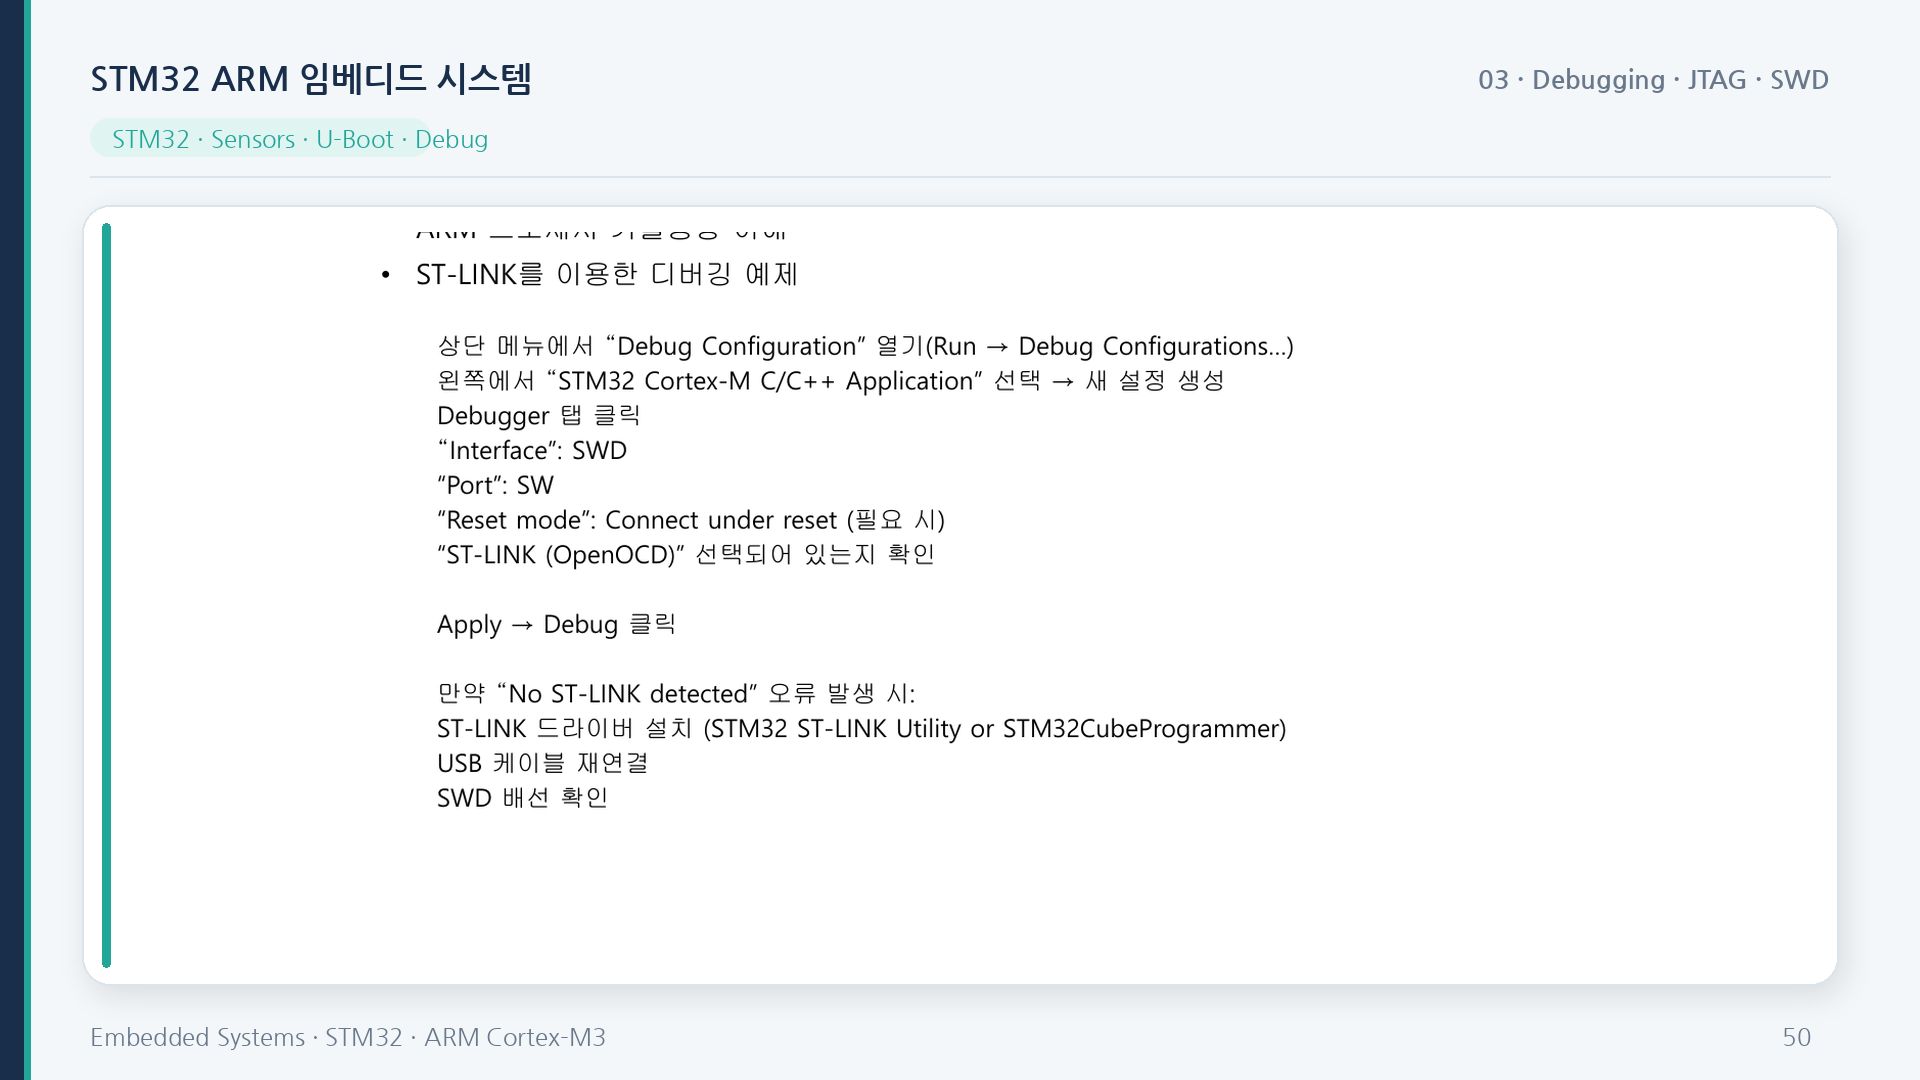 STM32 ARM 임베디드 시스템
03 · Debugging · JTAG · SWD
STM32 · Sensors · U-Boot · Debug
ARM
• ST-LINK를 이용한 디버깅 예제
상단 메뉴에서 “Debug Configuration” 열기(Run → Debug Configurations...)
왼쪽에서 “STM32 Cortex-M C/C++ Application” 선택 → 새 설정 생성
Debugger 탭 클릭
“Interface”: SWD
“Port”: SW
“Reset mode”: Connect under reset (필요 시)
“ST-LINK (OpenOCD)” 선택되어 있는지 확인
Apply → Debug 클릭
만약 “No ST-LINK detected” 오류 발생 시:
ST-LINK 드라이버 설치 (STM32 ST-LINK Utility or STM32CubeProgrammer)
USB 케이블 재연결
SWD 배선 확인
Embedded Systems · STM32 · ARM Cortex-M3
50